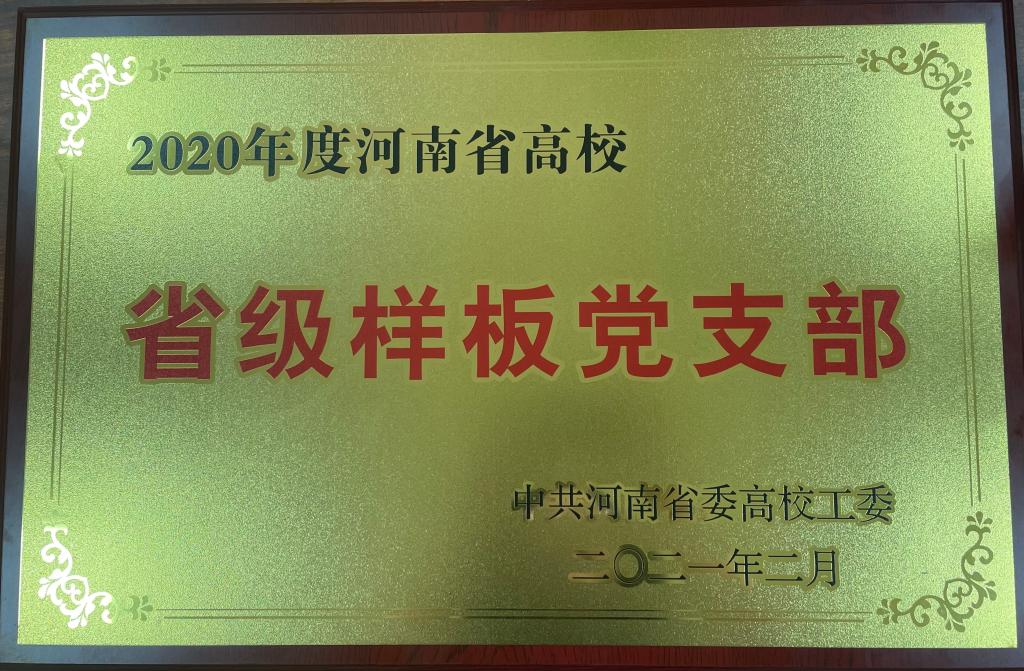 2020年度河南省高校
省级样板党支部
中共河南省委高校工委
二〇二一年二月